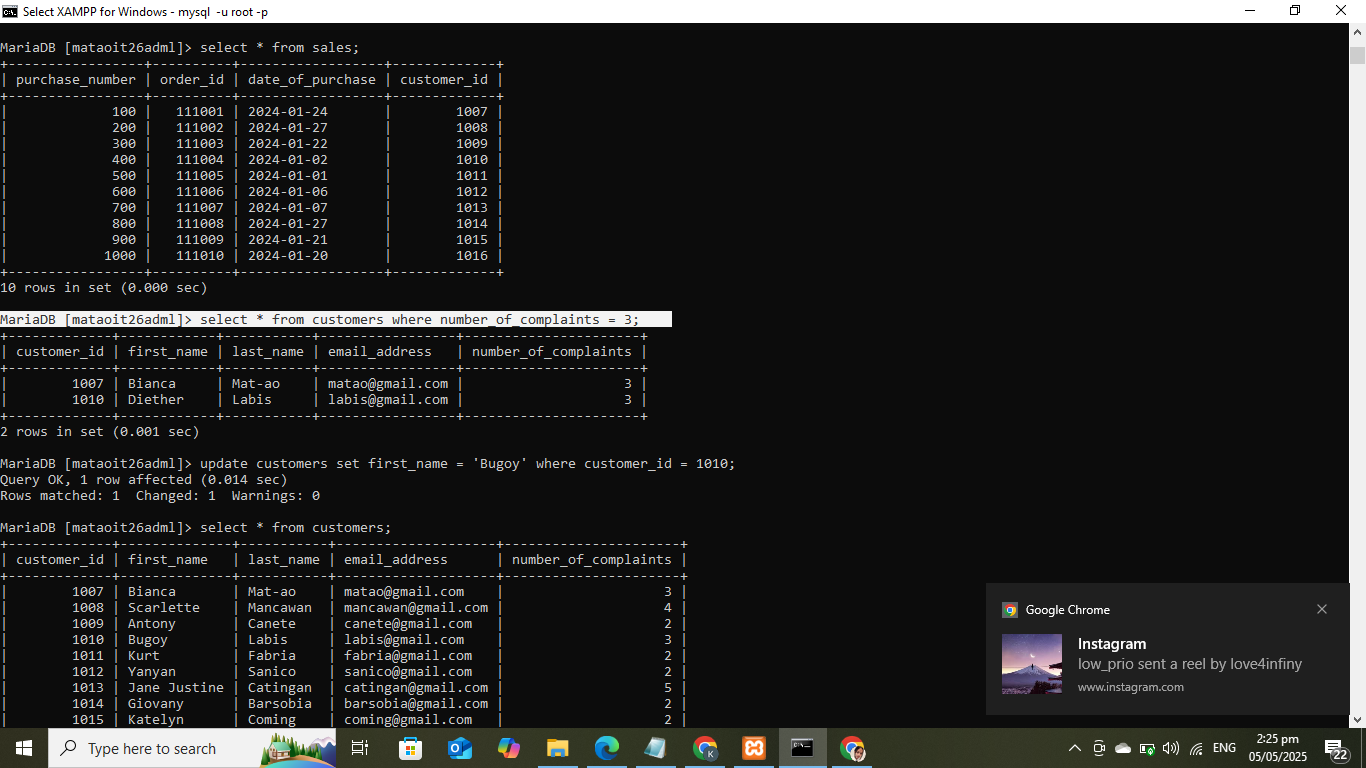 Select XAMPP for Windows - mysql  -u root -p
MariaDB [mataoit26adml]> select * from sales;
+-----------------+----------+------------------+-------------+
| purchase_number | order_id | date_of_purchase | customer_id |
+-----------------+----------+------------------+-------------+
|             100 |   111001 | 2024-01-24       |        1007 |
|             200 |   111002 | 2024-01-27       |        1008 |
|             300 |   111003 | 2024-01-22       |        1009 |
|             400 |   111004 | 2024-01-02       |        1010 |
|             500 |   111005 | 2024-01-01       |        1011 |
|             600 |   111006 | 2024-01-06       |        1012 |
|             700 |   111007 | 2024-01-07       |        1013 |
|             800 |   111008 | 2024-01-27       |        1014 |
|             900 |   111009 | 2024-01-21       |        1015 |
|            1000 |   111010 | 2024-01-20       |        1016 |
+-----------------+----------+------------------+-------------+
10 rows in set (0.000 sec)
MariaDB [mataoit26adml]> select * from customers where number_of_complaints = 3;
+-------------+------------+-----------+-----------------+----------------------+
| customer_id | first_name | last_name | email_address   | number_of_complaints |
+-------------+------------+-----------+-----------------+----------------------+
|        1007 | Bianca     | Mat-ao    | matao@gmail.com |                    3 |
|        1010 | Diether    | Labis     | labis@gmail.com |                    3 |
+-------------+------------+-----------+-----------------+----------------------+
2 rows in set (0.001 sec)
MariaDB [mataoit26adml]> update customers set first_name = 'Bugoy' where customer_id = 1010;
Query OK, 1 row affected (0.014 sec)
Rows matched: 1  Changed: 1  Warnings: 0
MariaDB [mataoit26adml]> select * from customers;
+-------------+--------------+-----------+--------------------+----------------------+
| customer_id | first_name   | last_name | email_address      | number_of_complaints |
+-------------+--------------+-----------+--------------------+----------------------+
|        1007 | Bianca       | Mat-ao    | matao@gmail.com    |                    3 |
|        1008 | Scarlette    | Mancawan  | mancawan@gmail.com |                    4 |
|        1009 | Antony       | Canete    | canete@gmail.com   |                    2 |
|        1010 | Bugoy        | Labis     | labis@gmail.com    |                    3 |
|        1011 | Kurt         | Fabria    | fabria@gmail.com   |                    2 |
|        1012 | Yanyan       | Sanico    | sanico@gmail.com   |                    2 |
|        1013 | Jane Justine | Catingan  | catingan@gmail.com |                    5 |
|        1014 | Giovany      | Barsobia  | barsobia@gmail.com |                    2 |
|        1015 | Katelyn      | Coming    | coming@gmail.com   |                    2 |
Google Chrome
Instagram
low_prio sent a reel by love4infiny
www.instagram.com
Type here to search
K
ENG
2:25 pm
05/05/2025
22